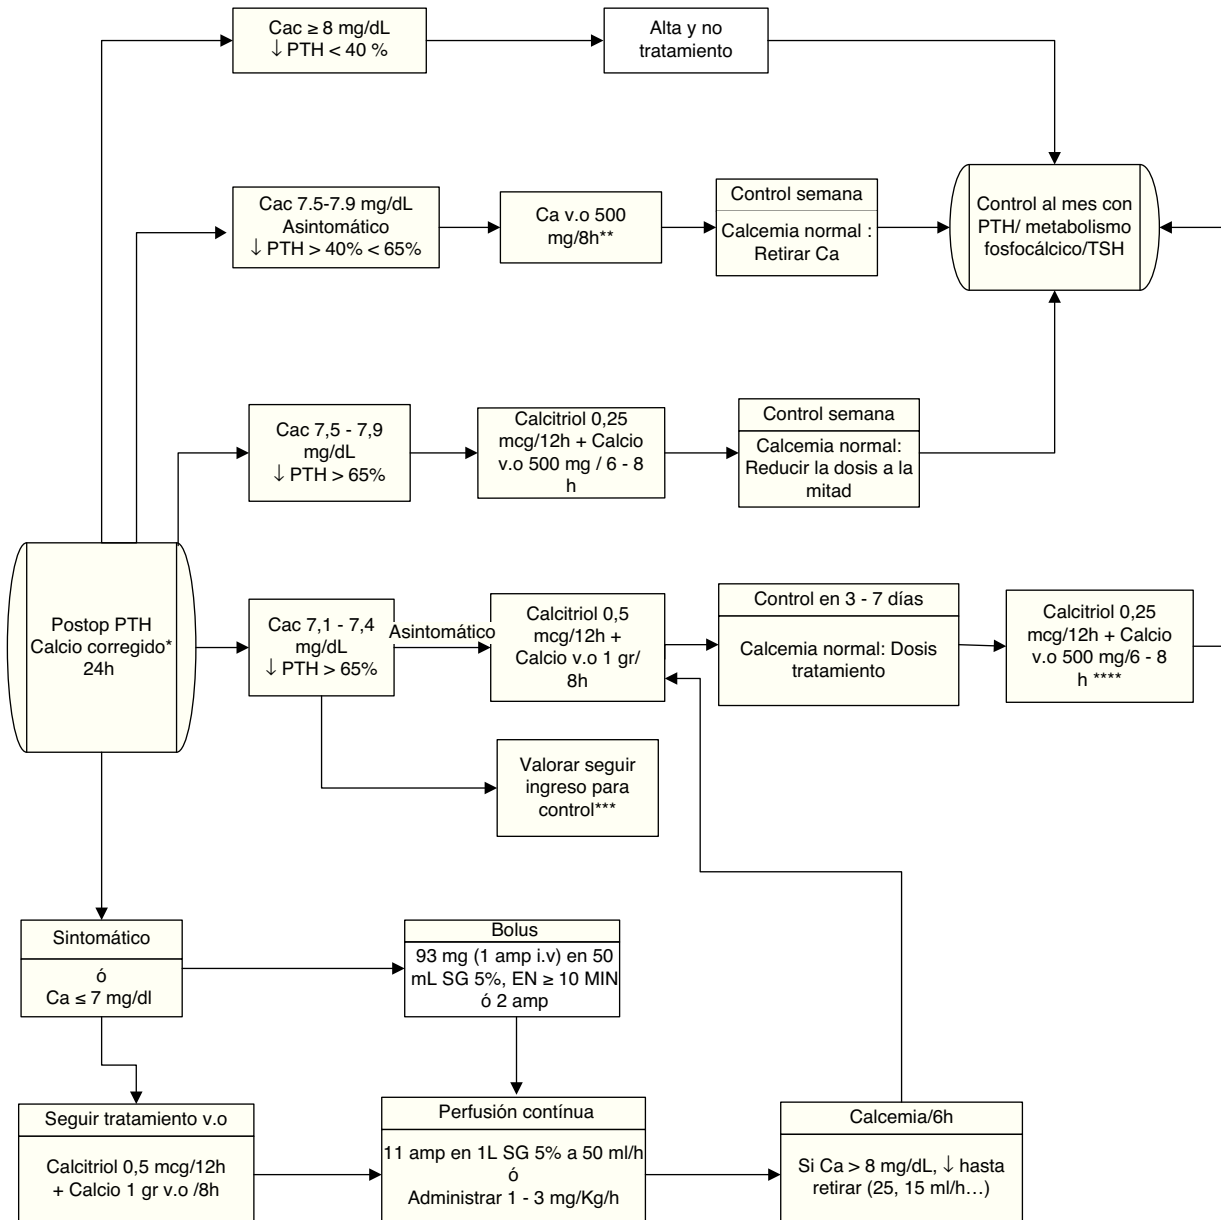 Cac ≥ 8 mg/dL
↓ PTH < 40 %
Alta y no
tratamiento
Cac 7.5-7.9 mg/dL
Asintomático
↓ PTH > 40% < 65%
Ca v.o 500
mg/8h**
Control semana
Calcemia normal :
Retirar Ca
Control al mes con
PTH/ metabolismo
fosfocálcico/TSH
Cac 7,5 - 7,9
mg/dL
↓ PTH > 65%
Calcitriol 0,25
mcg/12h + Calcio
v.o 500 mg / 6 - 8
h
Control semana
Calcemia normal:
Reducir la dosis a la
mitad
Postop PTH
Calcio corregido*
24h
Cac 7,1 - 7,4
mg/dL
↓ PTH > 65%
Asintomático
Calcitriol 0,5
mcg/12h +
Calcio v.o 1 gr/
8h
Control en 3 - 7 días
Calcemia normal: Dosis
tratamiento
Calcitriol 0,25
mcg/12h + Calcio
v.o 500 mg/6 - 8
h ****
Valorar seguir
ingreso para
control***
Sintomático
ó
Ca ≤ 7 mg/dl
Bolus
93 mg (1 amp i.v) en 50
mL SG 5%, EN ≥ 10 MIN
ó 2 amp
Seguir tratamiento v.o
Calcitriol 0,5 mcg/12h
+ Calcio 1 gr v.o /8h
Perfusión contínua
11 amp en 1L SG 5% a 50 ml/h
ó
Administrar 1 - 3 mg/Kg/h
Calcemia/6h
Si Ca > 8 mg/dL, ↓ hasta
retirar (25, 15 ml/h…)